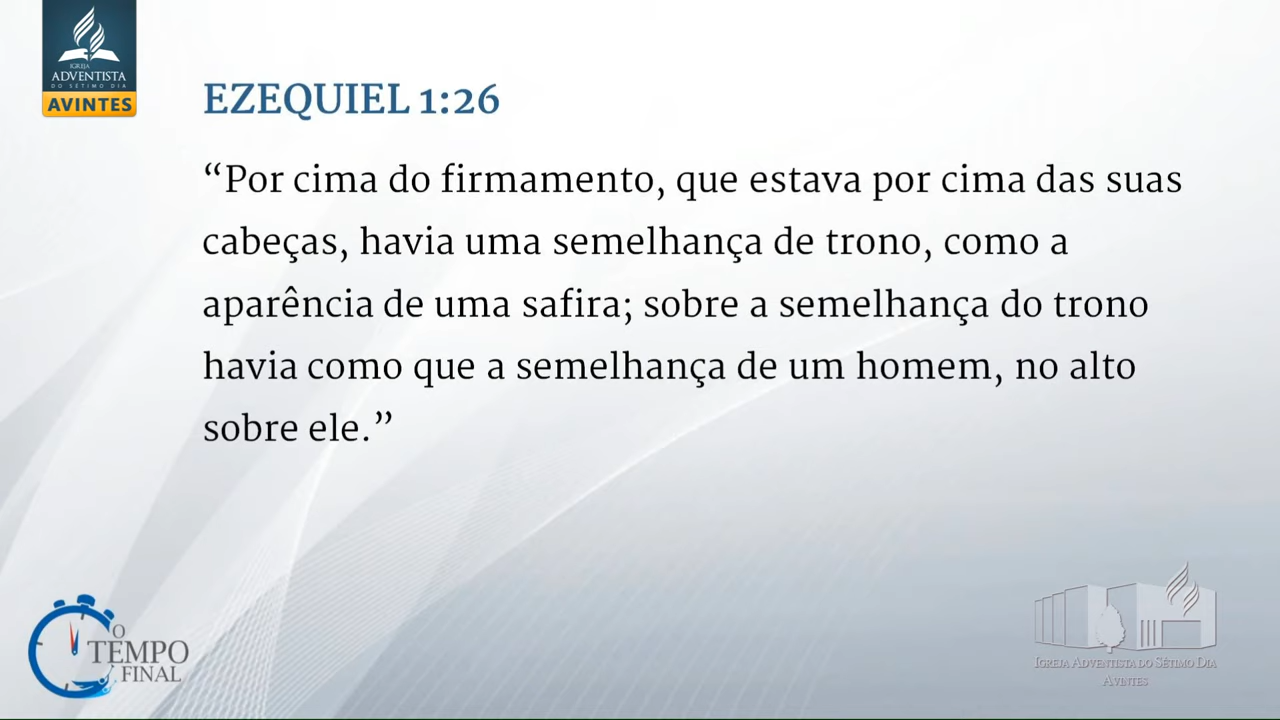 IGREJA
ADVENTISTA
DO SÉTIMO DIA
AVINTES
EZEQUIEL 1:26
“Por cima do firmamento, que estava por cima das suas
cabeças, havia uma semelhança de trono, como a
aparência de uma safira; sobre a semelhança do trono
havia como que a semelhança de um homem, no alto
sobre ele.”
O
TEMPO
FINAL
IGREJA ADVENTISTA DO SÉTIMO DIA
AVINTES